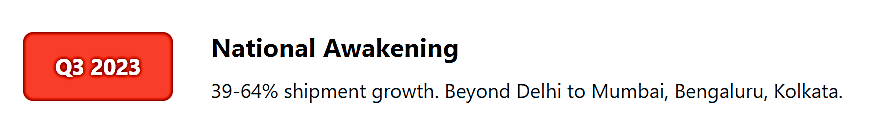 Q3 2023
National Awakening
39-64% shipment growth. Beyond Delhi to Mumbai, Bengaluru, Kolkata.